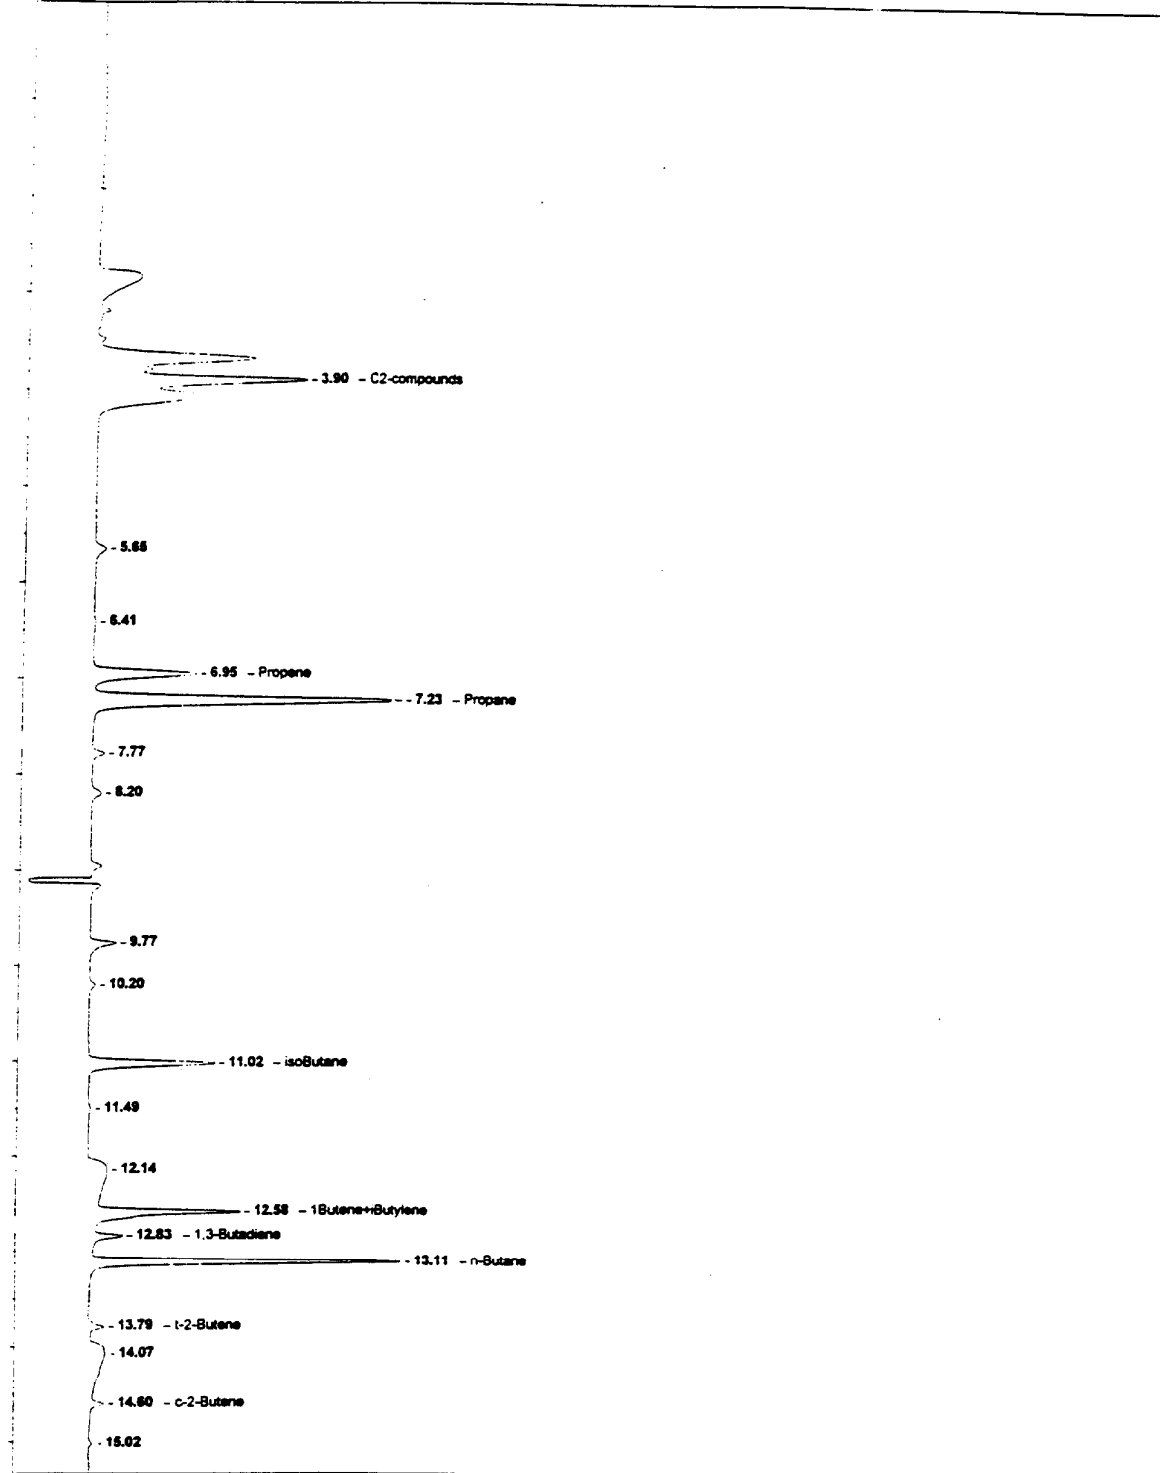 - 3.90 - C2-compounds
- 5.65
- 6.41
- 6.95 - Propene
- 7.23 - Propane
- 7.77
- 8.20
- 9.77
- 10.20
- 11.02 - isoButane
- 11.49
- 12.14
- 12.58 - 1Butene+iButylene
- 12.83 - 1,3-Butadiene
- 13.11 - n-Butane
- 13.79 - t-2-Butene
- 14.07
- 14.60 - c-2-Butene
- 15.02